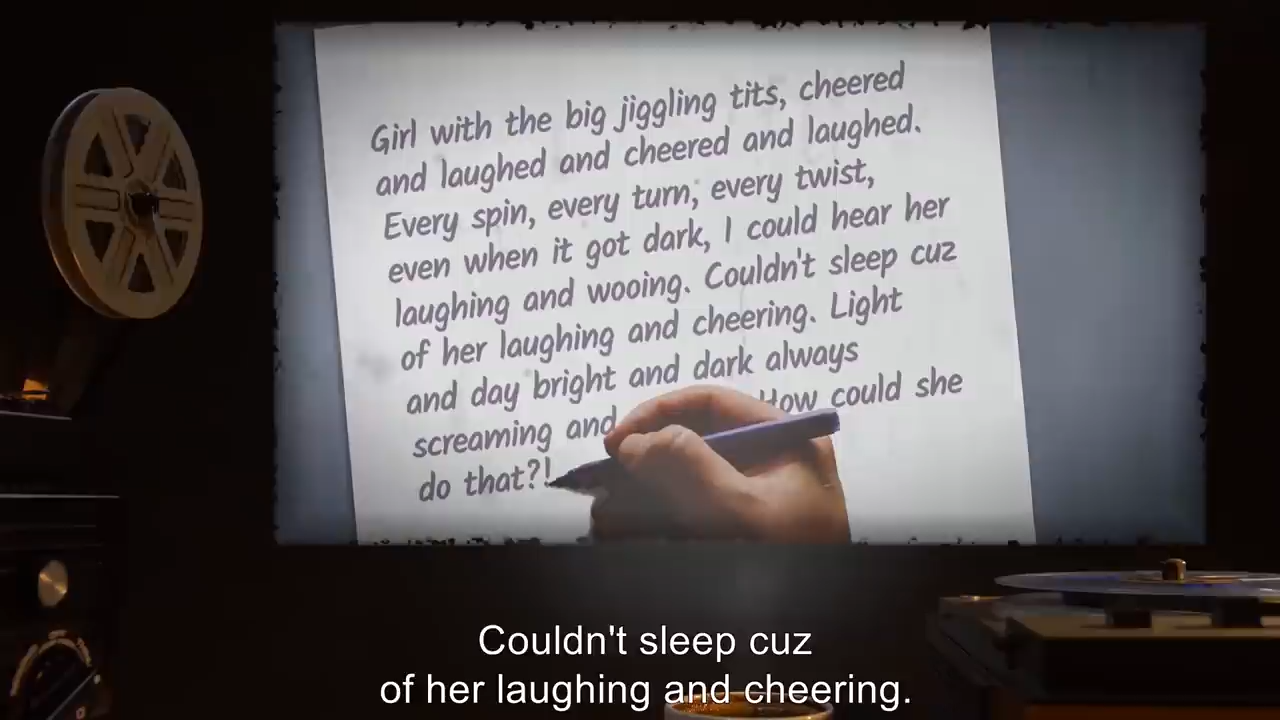 Girl with the big jiggling tits, cheered
and laughed and cheered and laughed.
Every spin, every turn, every twist,
even when it got dark, I could hear her
laughing and wooing. Couldn't sleep cuz
of her laughing and cheering. Light
and day bright and dark always
screaming and How could she
do that?!
Couldn't sleep cuz
of her laughing and cheering.